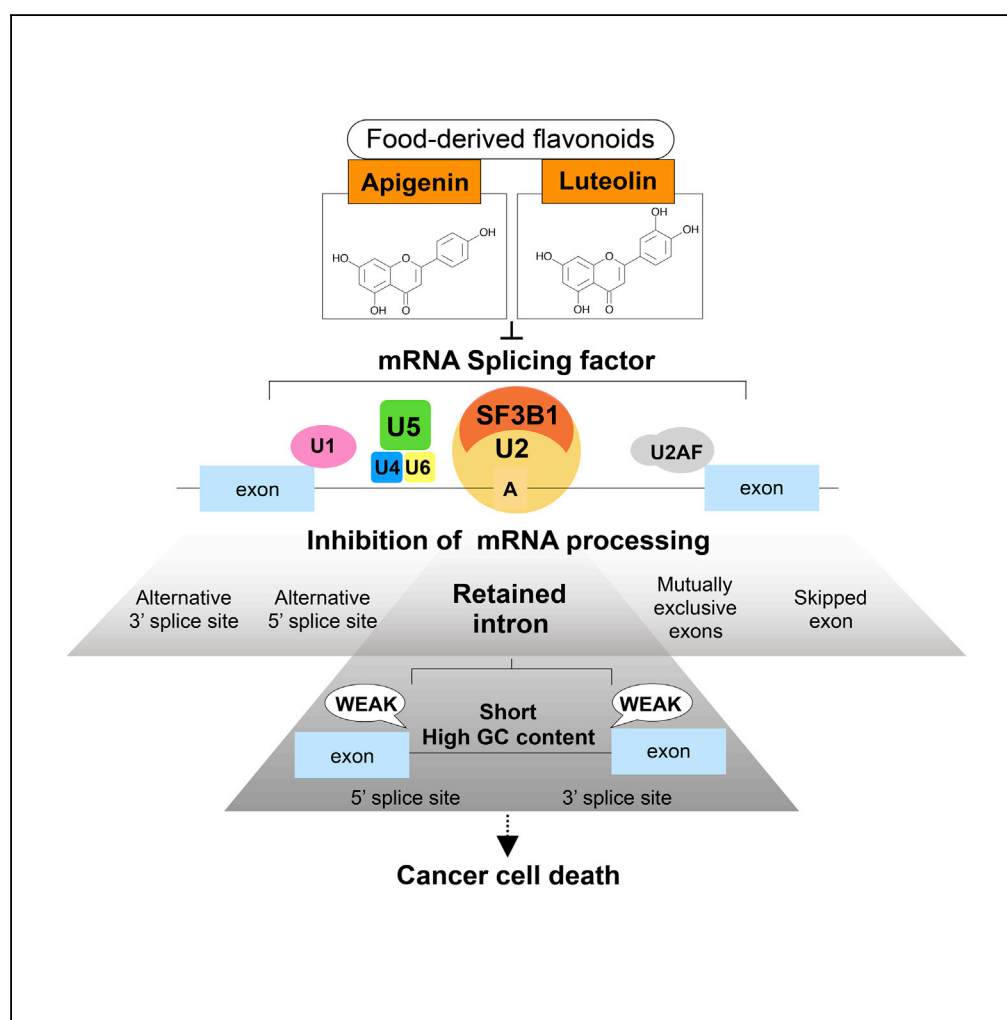 Food-derived flavonoids
Apigenin
Luteolin
OH
HO
O
OH
O
OH
OH
HO
O
OH
O
mRNA Splicing factor
SF3B1
U5
U2
U1
U4
U6
U2AF
A
exon
exon
Inhibition of mRNA processing
Alternative
3’ splice site
Alternative
5’ splice site
Retained
intron
Mutually
exclusive
exons
Skipped
exon
WEAK
WEAK
Short
High GC content
exon
exon
5’ splice site
3’ splice site
Cancer cell death